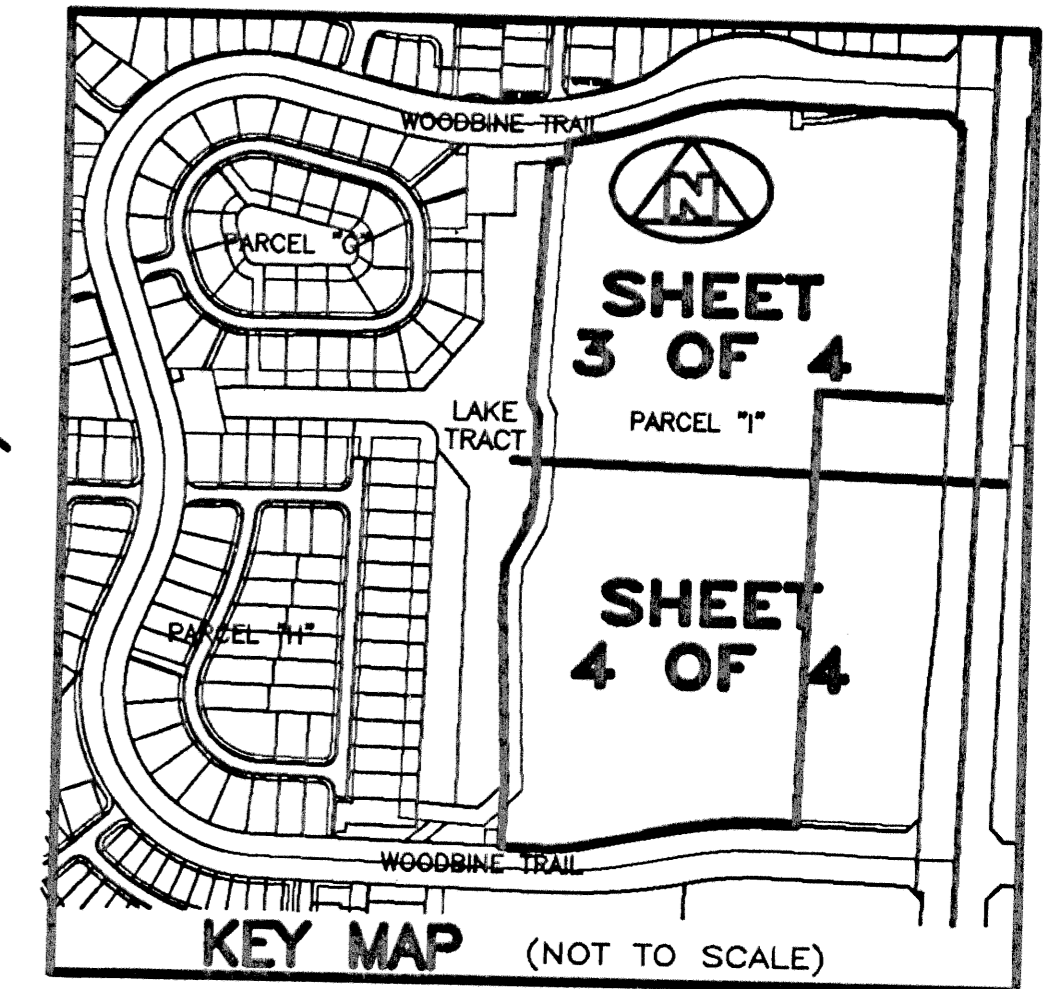 WOODBINE TRAIL
N
PARCEL "G"
SHEET
3 OF 4
LAKE
TRACT
PARCEL "I"
SHEET
4 OF 4
PARCEL "H"
WOODBINE TRAIL
KEY MAP (NOT TO SCALE)